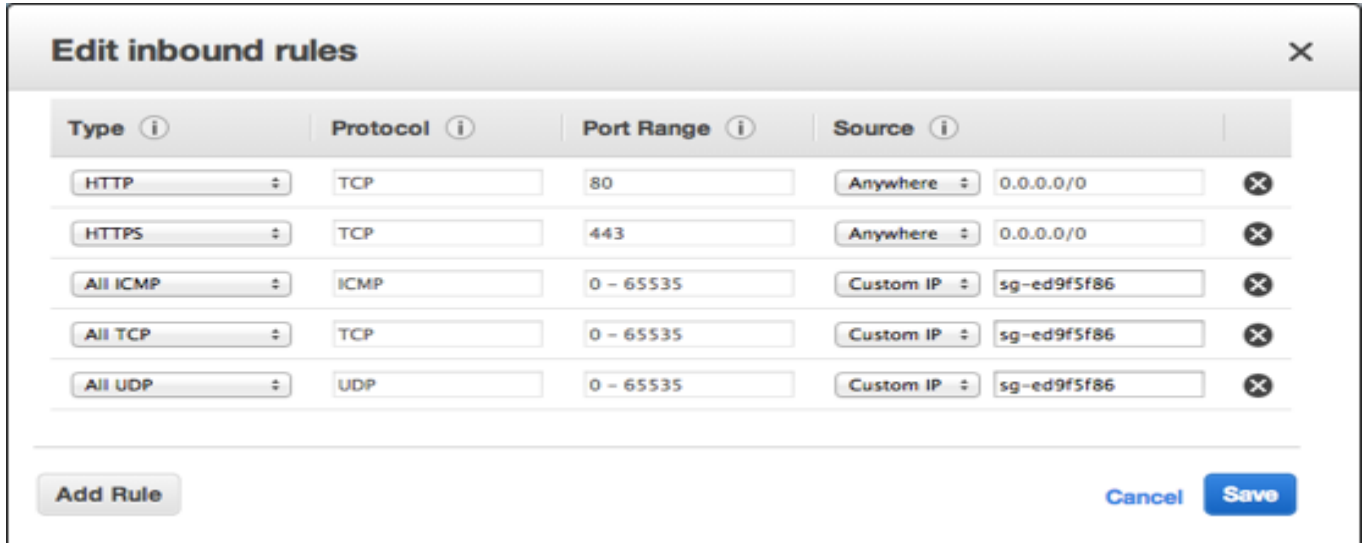 Edit inbound rules
Type Protocol Port Range Source
HTTP TCP 80 Anywhere 0.0.0.0/0
HTTPS TCP 443 Anywhere 0.0.0.0/0
All ICMP ICMP 0 - 65535 Custom IP sg-ed9f5f86
All TCP TCP 0 - 65535 Custom IP sg-ed9f5f86
All UDP UDP 0 - 65535 Custom IP sg-ed9f5f86
Add Rule Cancel Save